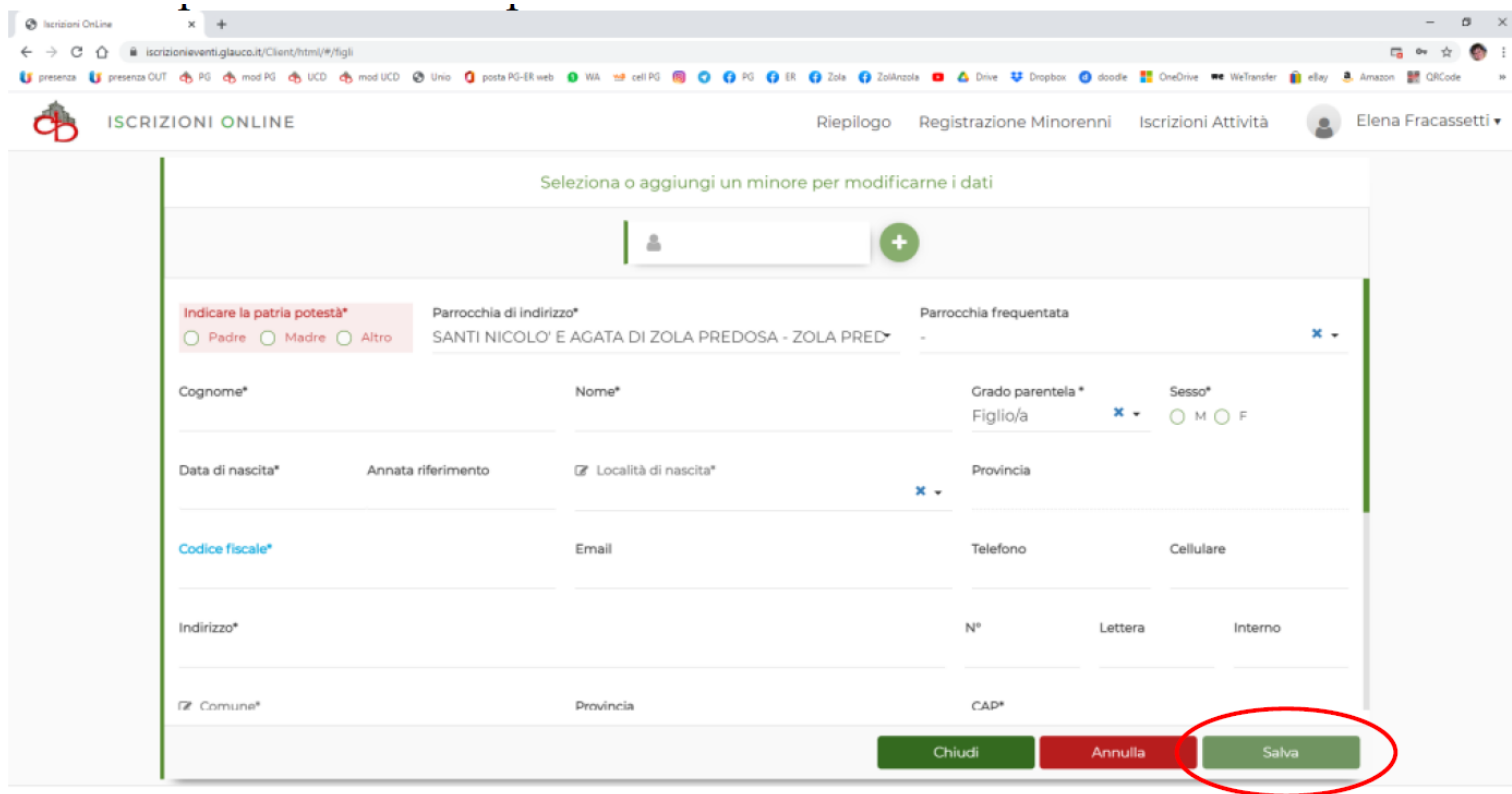 Iscrizioni OnLine
iscrizionieventi.glauco.it/Client/html/#/figli
presenza presenza OUT PG mod PG UCD mod UCD Unio posta PG-ER web WA cell PG PG ER Zola ZolAnzola Drive Dropbox doodle OneDrive WeTransfer eBay Amazon QRCode »
ISCRIZIONI ONLINE Riepilogo Registrazione Minorenni Iscrizioni Attività Elena Fracassetti
Seleziona o aggiungi un minore per modificarne i dati
Indicare la patria potestà* Parrocchia di indirizzo* Parrocchia frequentata
Padre Madre Altro SANTI NICOLO' E AGATA DI ZOLA PREDOSA - ZOLA PRED -
Cognome* Nome* Grado parentela * Sesso*
Figlio/a M F
Data di nascita* Annata riferimento Località di nascita* Provincia
Codice fiscale* Email Telefono Cellulare
Indirizzo* N° Lettera Interno
Comune* Provincia CAP*
Chiudi Annulla Salva